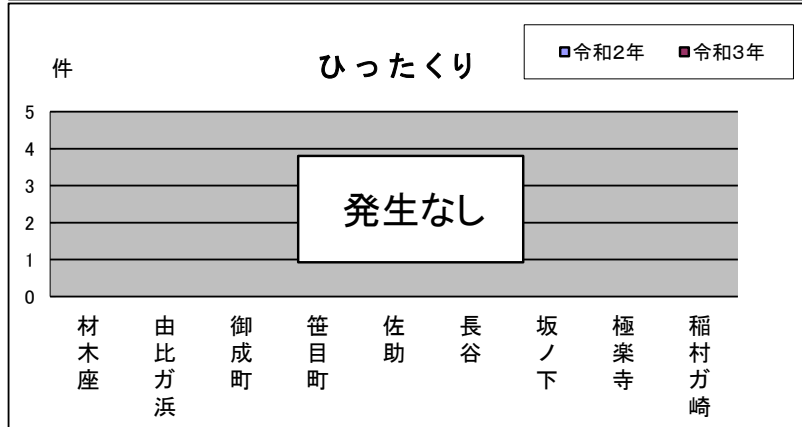 ひったくり
■令和2年 ■令和3年
件
5
4
3
2
1
0
発生なし
材木座
由比ガ浜
御成町
笹目町
佐助
長谷
坂ノ下
極楽寺
稲村ガ崎